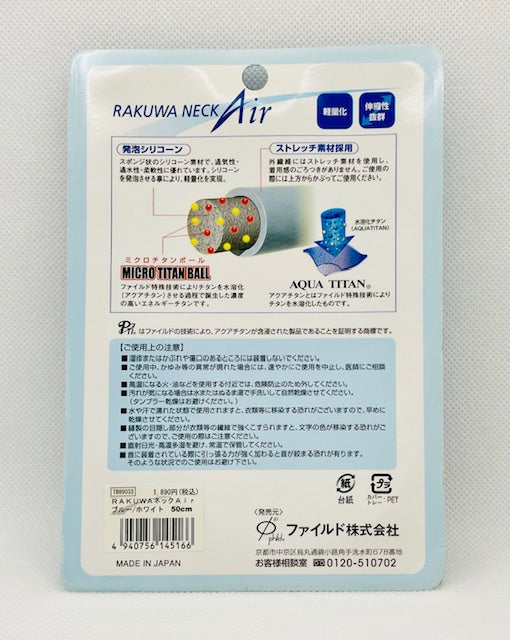 RAKUWA NECK Air
軽量化
伸縮性
抜群
発泡シリコーン
スポンジ状のシリコーン素材で、通気性・
通水性・柔軟性に優れています。シリコーン
を発泡させる事により、軽量化を実現。
ストレッチ素材採用
外繊維にはストレッチ素材を使用し、
着用感のごろつきがありません。ご使用
の際には上方からかぶってご使用ください。
水溶化チタン
(AQUATITAN)
ミクロチタンボール
MICRO TITAN BALL
ファイルド特殊技術によりチタンを水溶化
(アクアチタン)させる過程で誕生した濃度
の高いエネルギーチタンです。
AQUA TITAN®
アクアチタンとはファイルド特殊技術
によりチタンを水溶化したものです。
はファイルドの技術により、アクアチタンが含浸された製品であることを証明する商標です。
【ご使用上の注意】
■湿疹またはかぶれや傷口のあるところには装着しないでください。
■ご使用中、かゆみ等の異常が現れた場合には、速やかにご使用を中止し、医師にご相談
ください。
■高温になる火・油などを使用する付近では、危険防止のため外してください。
■汚れが気になる場合は水またはぬるま湯で手洗いして自然乾燥させてください。
(タンブラー乾燥はお避けください。)
■水や汗で濡れた状態で使用されますと、衣類等に移染する恐れがございますので、早めに
乾燥させてください。
■縫製の目隠し部分が衣類等の繊維で強くこすられますと、文字の色が移染する恐れがご
ざいますので、ご使用の際はご注意ください。
■直射日光・高温多湿を避け、常温で保管してください。
■首に装着されている際に引っ張る力が強く加わると首が絞まる恐れが有ります。
そのような状況でのご使用はお避け下さい。
TB89033
1,890円(税込)
RAKUWAネックAir
ブルー/ホワイト 50cm
4 940756 145166
MADE IN JAPAN
紙
台紙
プラ
カバー・
トレー:PET
〈発売元〉
phild
ファイルド株式会社
京都市中京区烏丸通錦小路角手洗水町678番地
お客様相談室 0120-510702